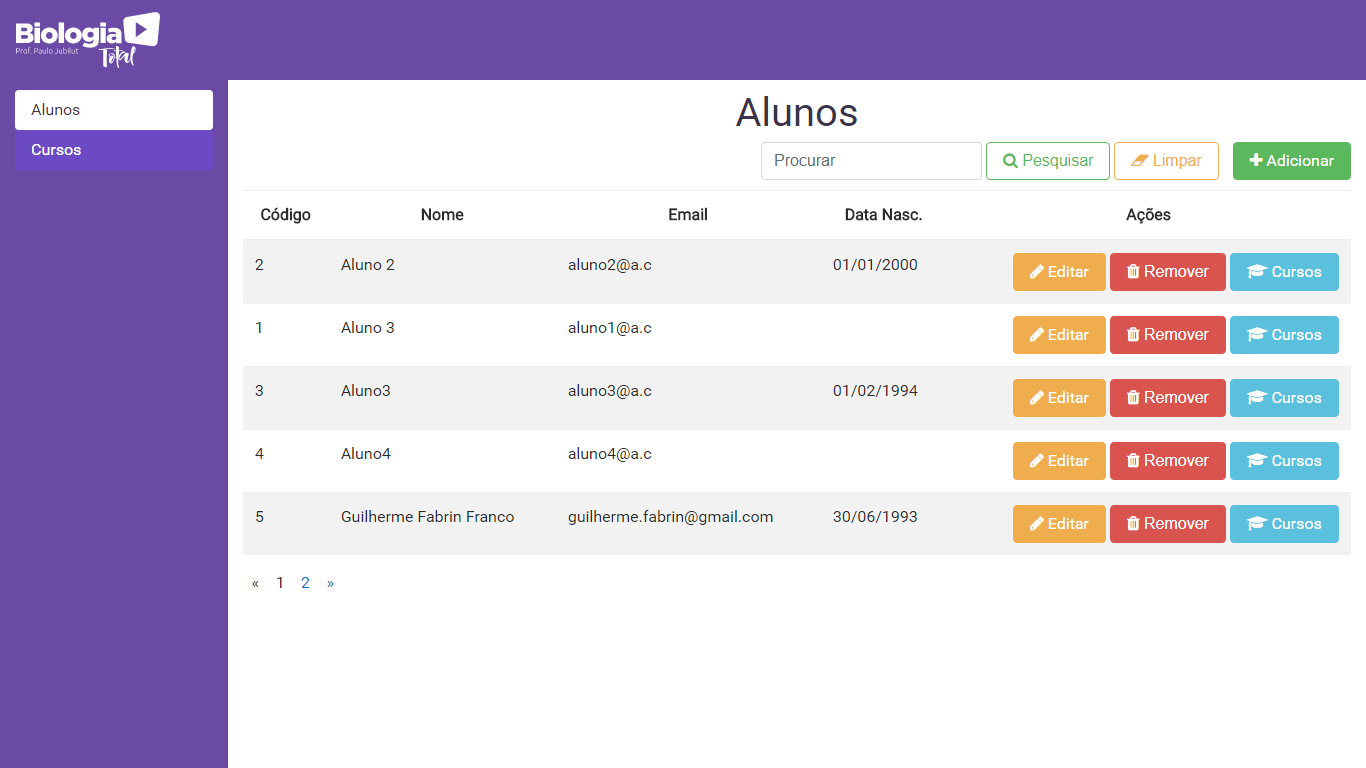 Biologia
Prof. Paulo Jubilut
Total
Alunos
Cursos
Alunos
Procurar Pesquisar Limpar Adicionar
Código Nome Email Data Nasc. Ações
2 Aluno 2 aluno2@a.c 01/01/2000 Editar Remover Cursos
1 Aluno 3 aluno1@a.c Editar Remover Cursos
3 Aluno3 aluno3@a.c 01/02/1994 Editar Remover Cursos
4 Aluno4 aluno4@a.c Editar Remover Cursos
5 Guilherme Fabrin Franco guilherme.fabrin@gmail.com 30/06/1993 Editar Remover Cursos
« 1 2 »